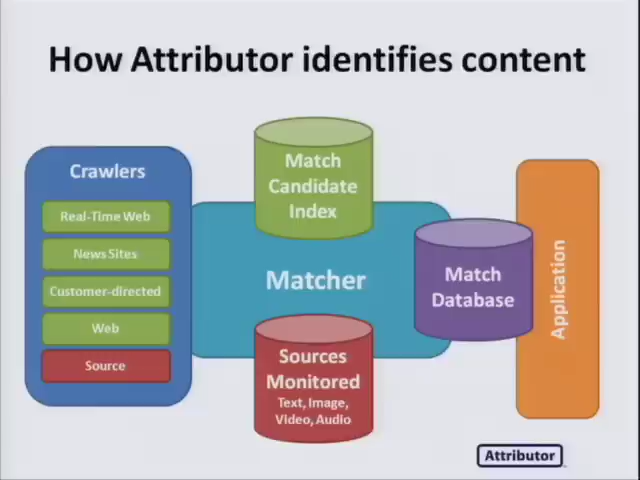 How Attributor identifies content
Crawlers
Real-Time Web
News Sites
Customer-directed
Web
Source
Match
Candidate
Index
Matcher
Sources
Monitored
Text, Image,
Video, Audio
Match
Database
Application
Attributor